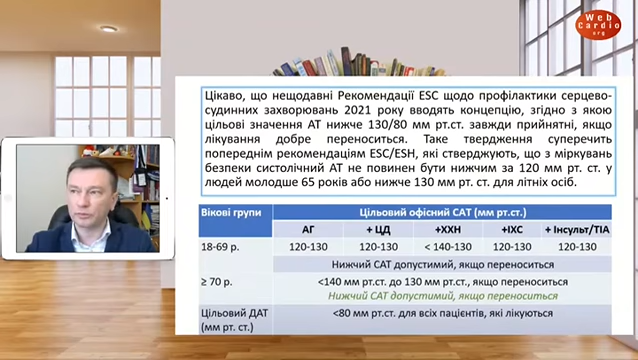 Web
Cardio
org
Цікаво, що нещодавні Рекомендації ESC щодо профілактики серцево-
судинних захворювань 2021 року вводять концепцію, згідно з якою
цільові значення АТ нижче 130/80 мм рт.ст. завжди прийнятні, якщо
лікування добре переноситься. Таке твердження суперечить
попереднім рекомендаціям ESC/ESH, які стверджують, що з міркувань
безпеки систолічний АТ не повинен бути нижчим за 120 мм рт. ст. у
людей молодше 65 років або нижче 130 мм рт. ст. для літніх осіб.
Вікові групи Цільовий офісний САТ (мм рт.ст.)
АГ + ЦД +ХХН +ІХС + Інсульт/ТІА
18-69 р. 120-130 120-130 < 140-130 120-130 120-130
Нижчий САТ допустимий, якщо переноситься
≥ 70 р. <140 мм рт.ст. до 130 мм рт.ст., якщо переноситься
Нижчий САТ допустимий, якщо переноситься
Цільовий ДАТ <80 мм рт.ст. для всіх пацієнтів, які лікуються
(мм рт. ст.)